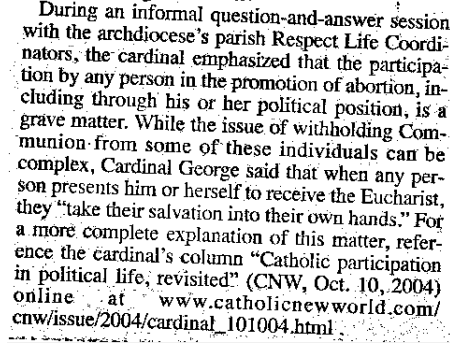 During an informal question-and-answer session
with the archdiocese's parish Respect Life Coordi-
nators, the cardinal emphasized that the participa-
tion by any person in the promotion of abortion, in-
cluding through his or her political position, is a
grave matter. While the issue of withholding Com-
munion from some of these individuals can be
complex, Cardinal George said that when any per-
son presents him or herself to receive the Eucharist,
they "take their salvation into their own hands." For
a more complete explanation of this matter, refer-
ence the cardinal's column "Catholic participation
in political life, revisited" (CNW, Oct. 10, 2004)
online at www.catholicnewworld.com/
cnw/issue/2004/cardinal_101004.html.